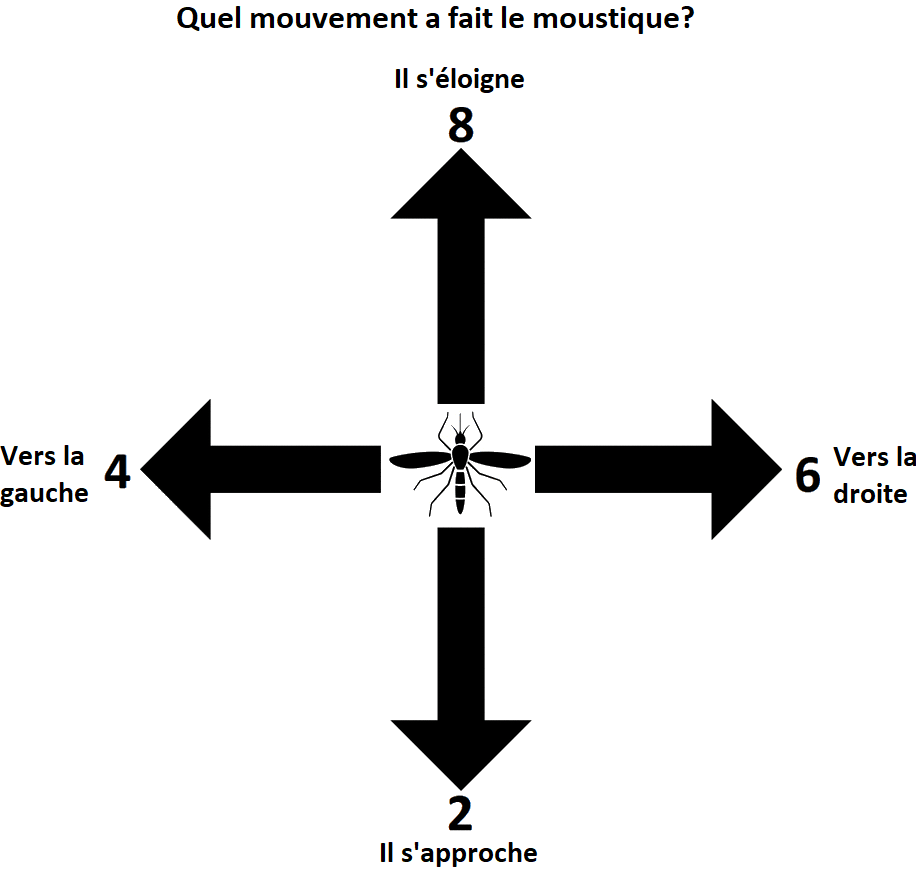 Quel mouvement a fait le moustique?
Il s'éloigne
8
Vers la
gauche
4
6
Vers la
droite
2
Il s'approche